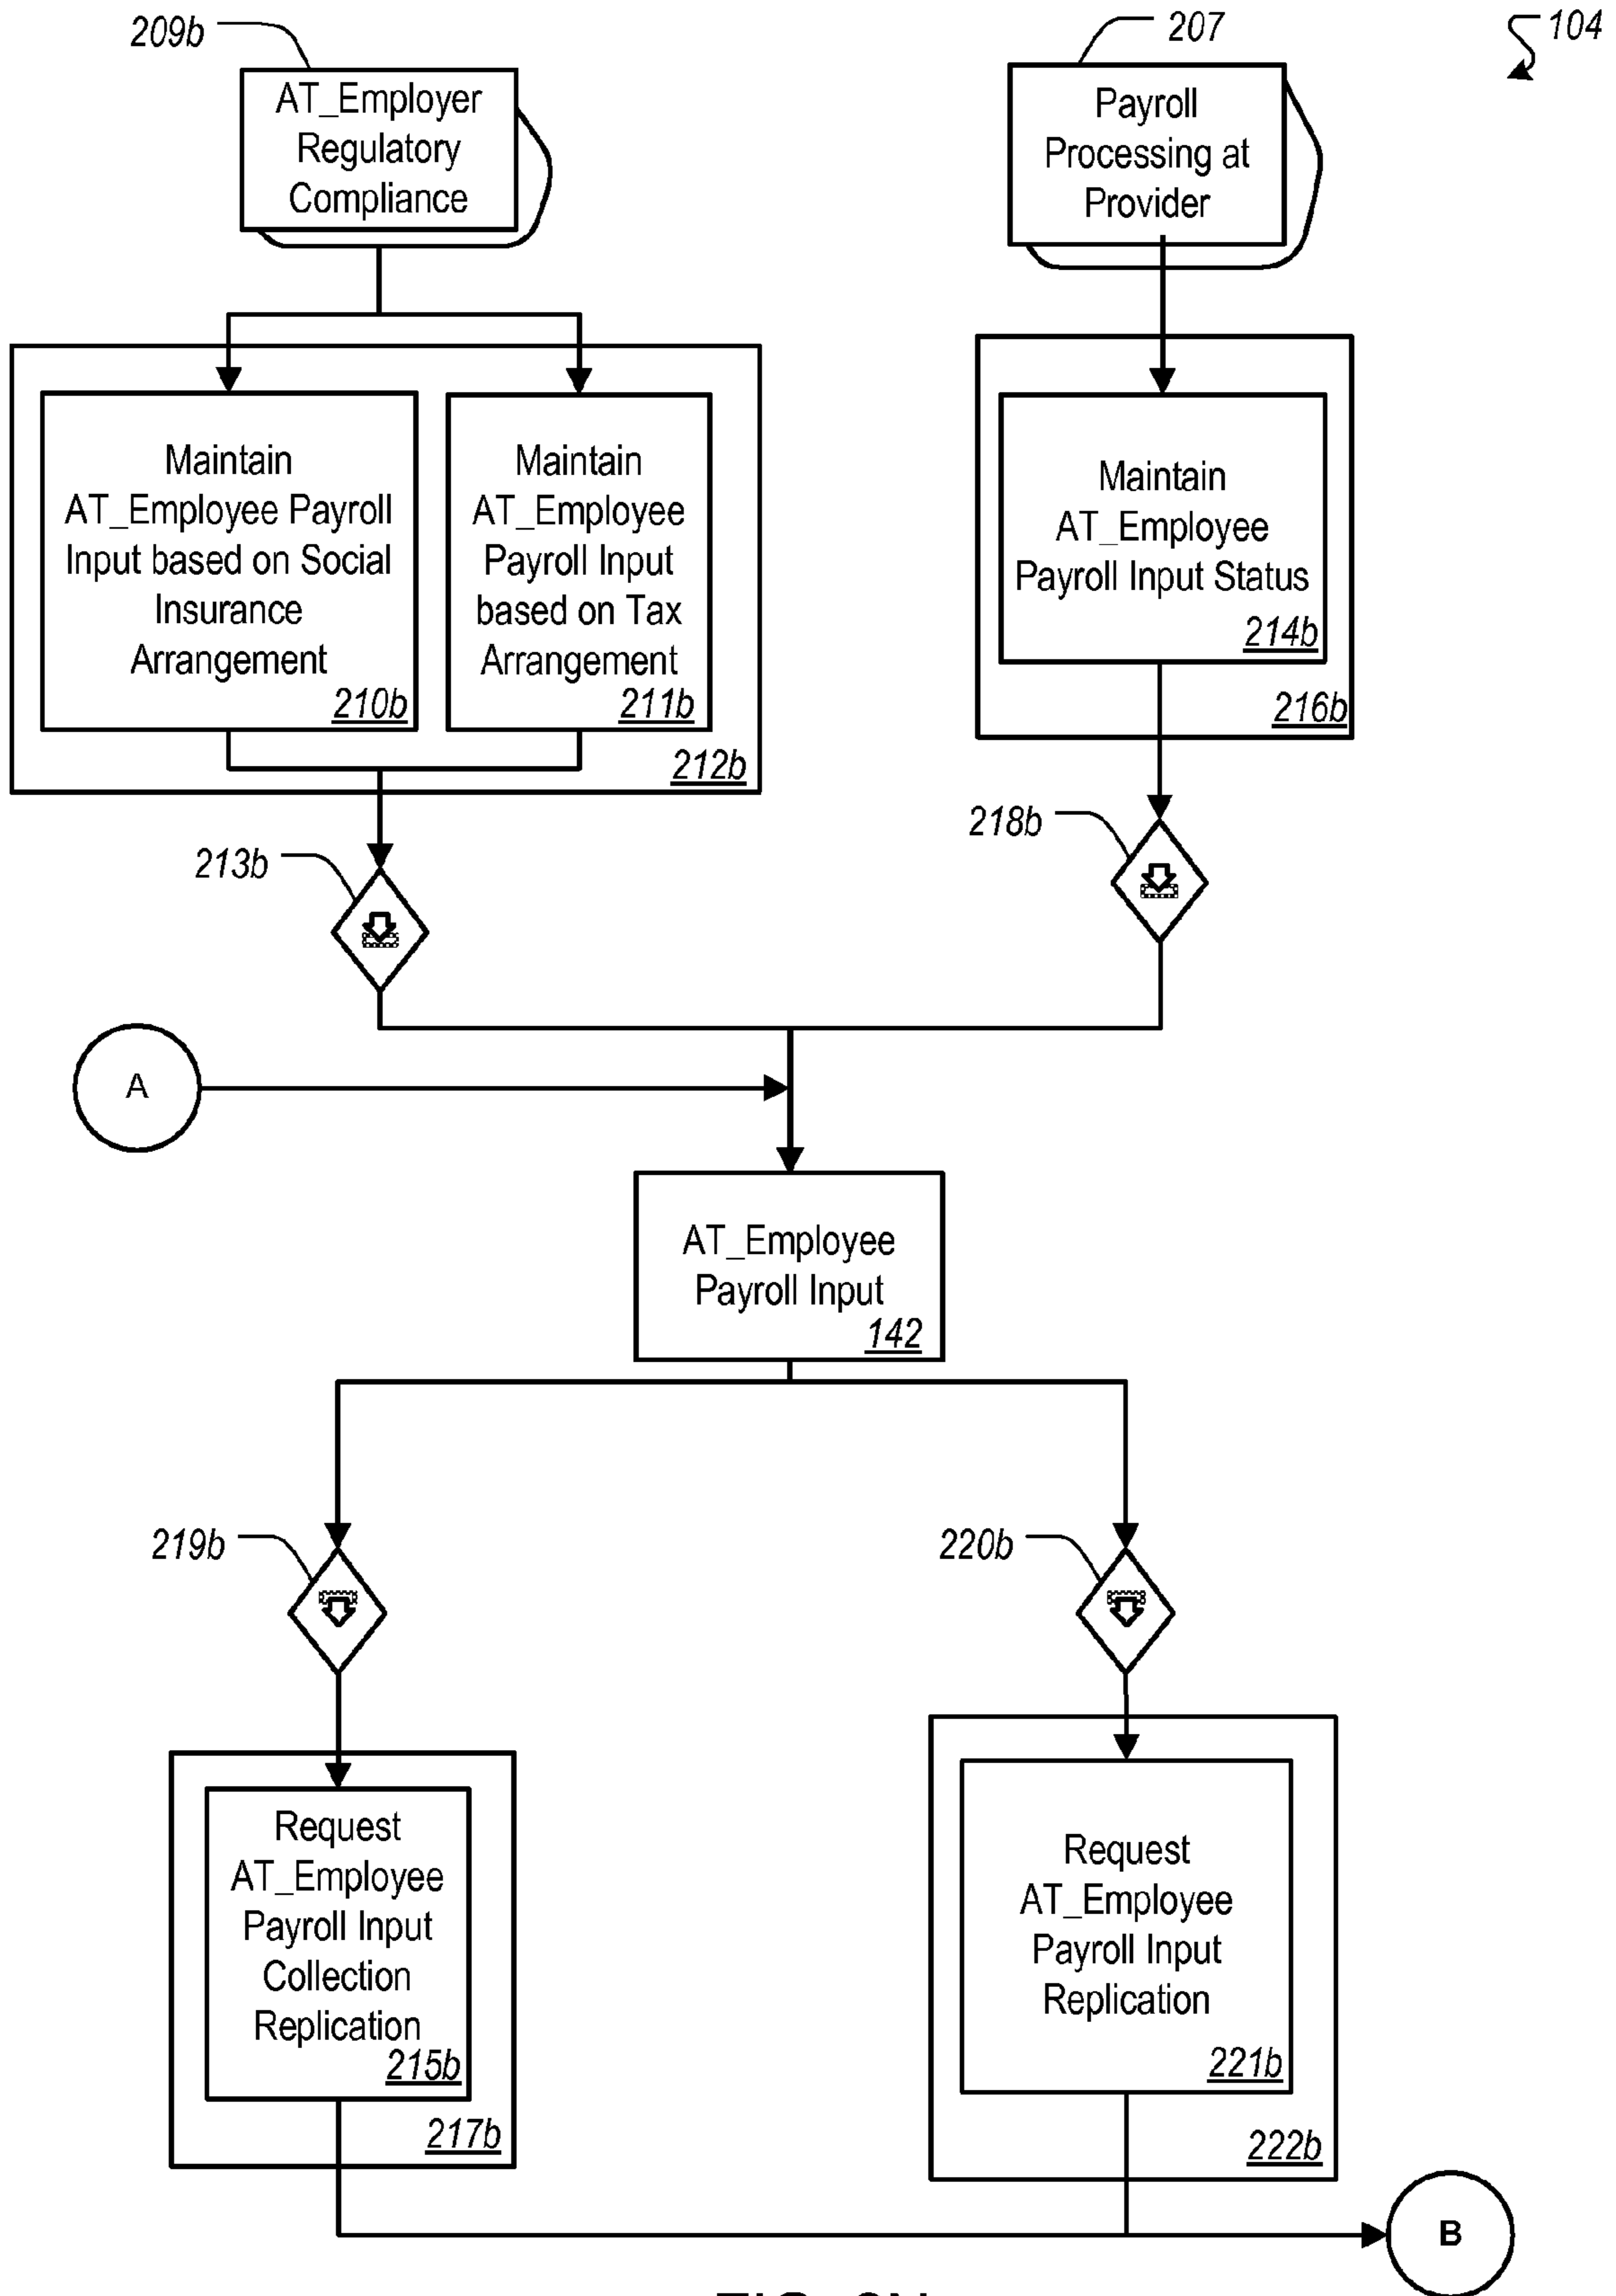 209b
207
104
AT_Employer
Regulatory
Compliance
Payroll
Processing at
Provider
Maintain
AT_Employee Payroll
Input based on Social
Insurance
Arrangement
210b
Maintain
AT_Employee
Payroll Input
based on Tax
Arrangement
211b
212b
Maintain
AT_Employee
Payroll Input Status
214b
216b
213b
218b
A
AT_Employee
Payroll Input
142
219b
220b
Request
AT_Employee
Payroll Input
Collection
Replication
215b
217b
Request
AT_Employee
Payroll Input
Replication
221b
222b
B